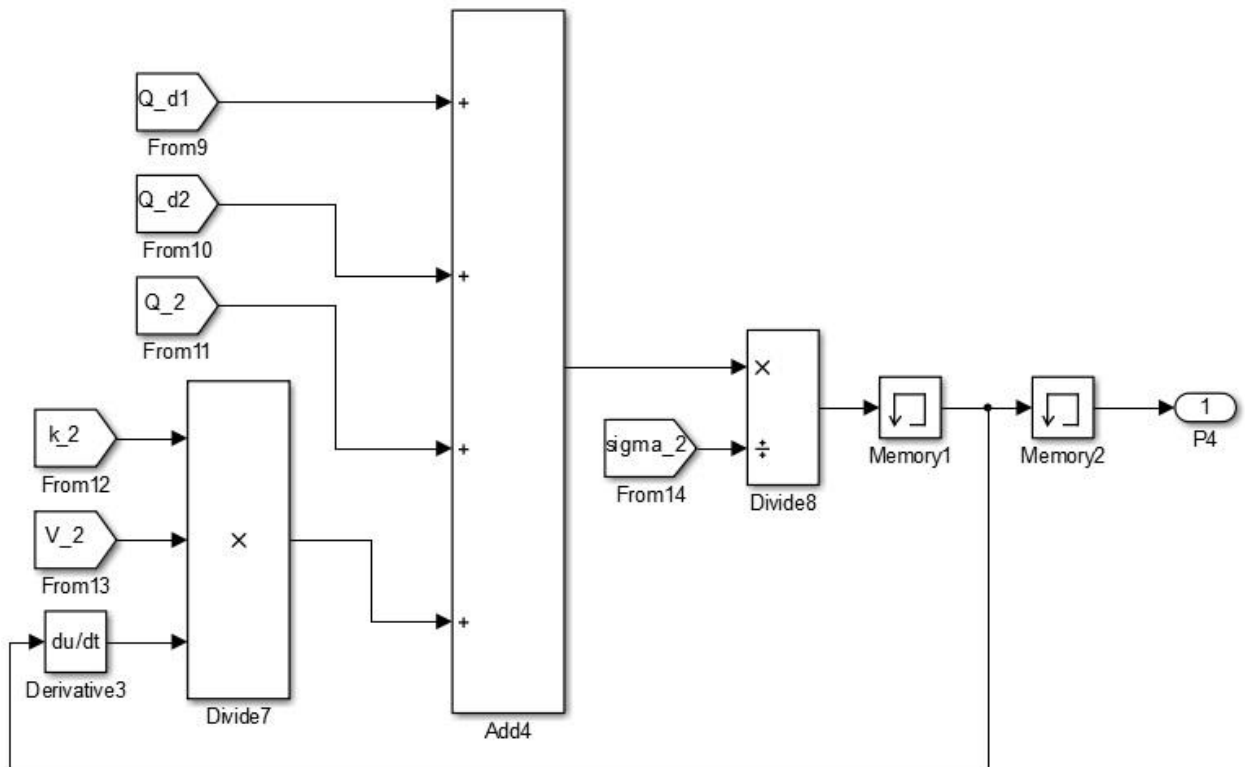 Q_d1
+
From9
Q_d2
From10
+
Q_2
From11
×
k_2
From12
sigma_2
÷
From14
Divide8
Memory1
Memory2
1
P4
+
V_2
×
From13
+
du/dt
Derivative3
Divide7
Add4